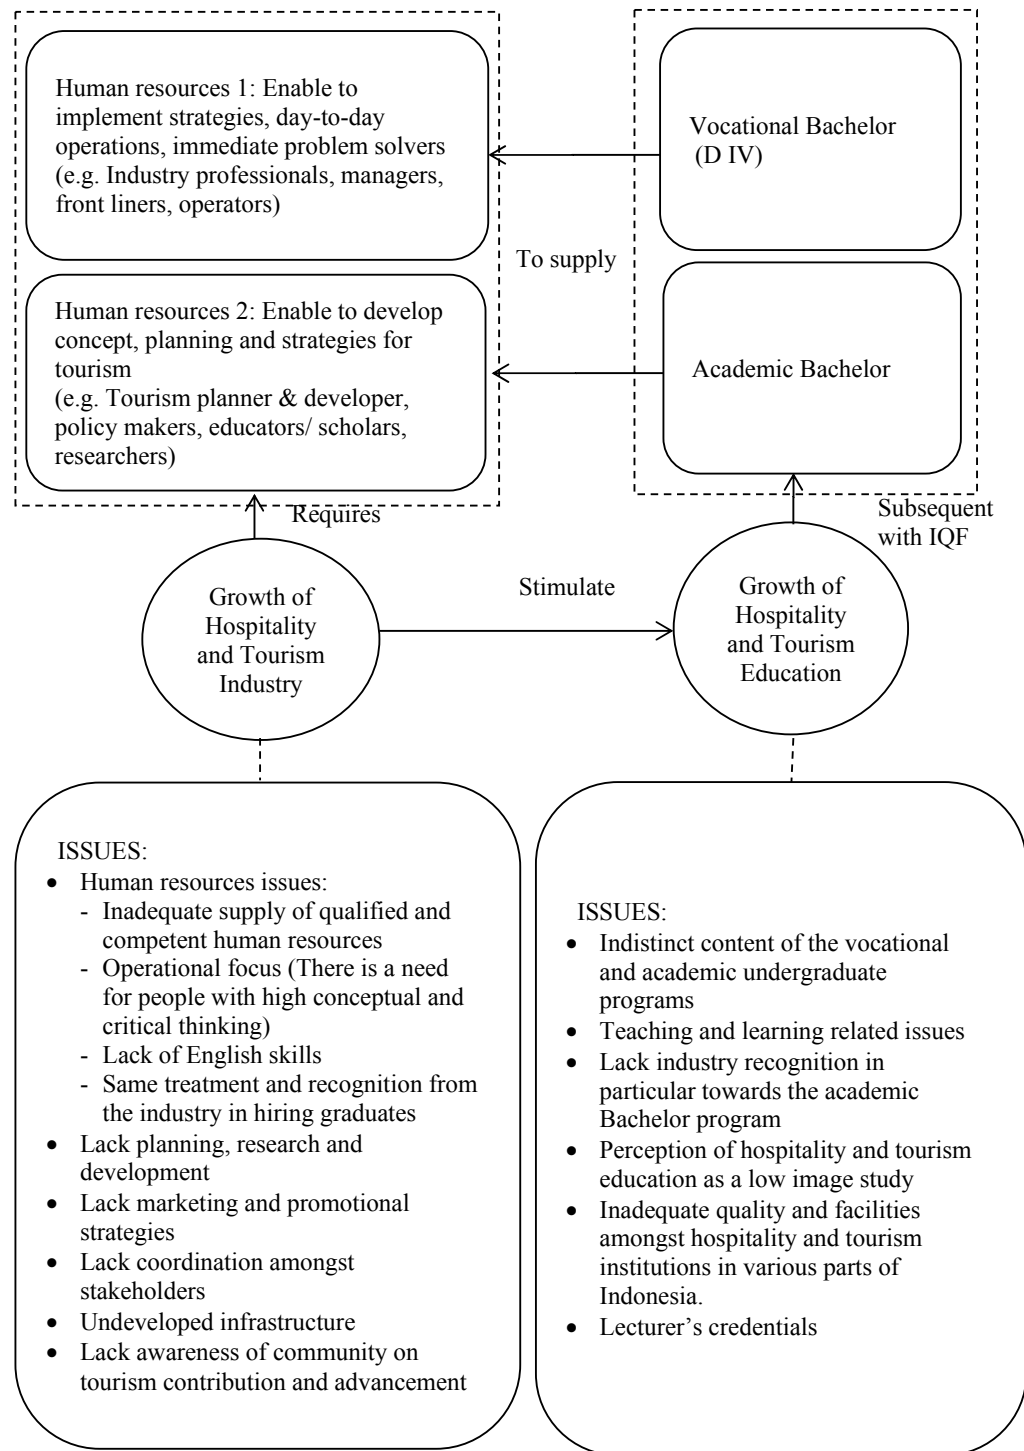 Human resources 1: Enable to
implement strategies, day-to-day
operations, immediate problem solvers
(e.g. Industry professionals, managers,
front liners, operators)
Vocational Bachelor
(D IV)
To supply
Human resources 2: Enable to develop
concept, planning and strategies for
tourism
(e.g. Tourism planner & developer,
policy makers, educators/ scholars,
researchers)
Academic Bachelor
Requires
Subsequent
with IQF
Growth of
Hospitality
and Tourism
Industry
Stimulate
Growth of
Hospitality
and Tourism
Education
ISSUES:
• Human resources issues:
- Inadequate supply of qualified and
competent human resources
- Operational focus (There is a need
for people with high conceptual and
critical thinking)
- Lack of English skills
- Same treatment and recognition from
the industry in hiring graduates
• Lack planning, research and
development
• Lack marketing and promotional
strategies
• Lack coordination amongst
stakeholders
• Undeveloped infrastructure
• Lack awareness of community on
tourism contribution and advancement
ISSUES:
• Indistinct content of the vocational
and academic undergraduate
programs
• Teaching and learning related issues
• Lack industry recognition in
particular towards the academic
Bachelor program
• Perception of hospitality and tourism
education as a low image study
• Inadequate quality and facilities
amongst hospitality and tourism
institutions in various parts of
Indonesia.
• Lecturer’s credentials